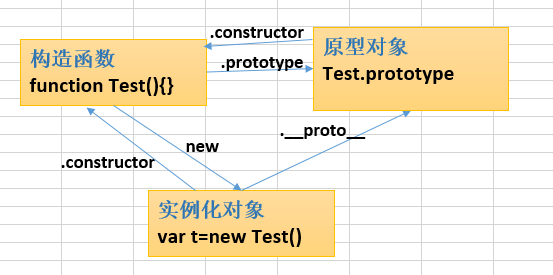 .constructor
构造函数
function Test(){}
.prototype
原型对象
Test.prototype
.__proto__
new
.constructor
实例化对象
var t=new Test()